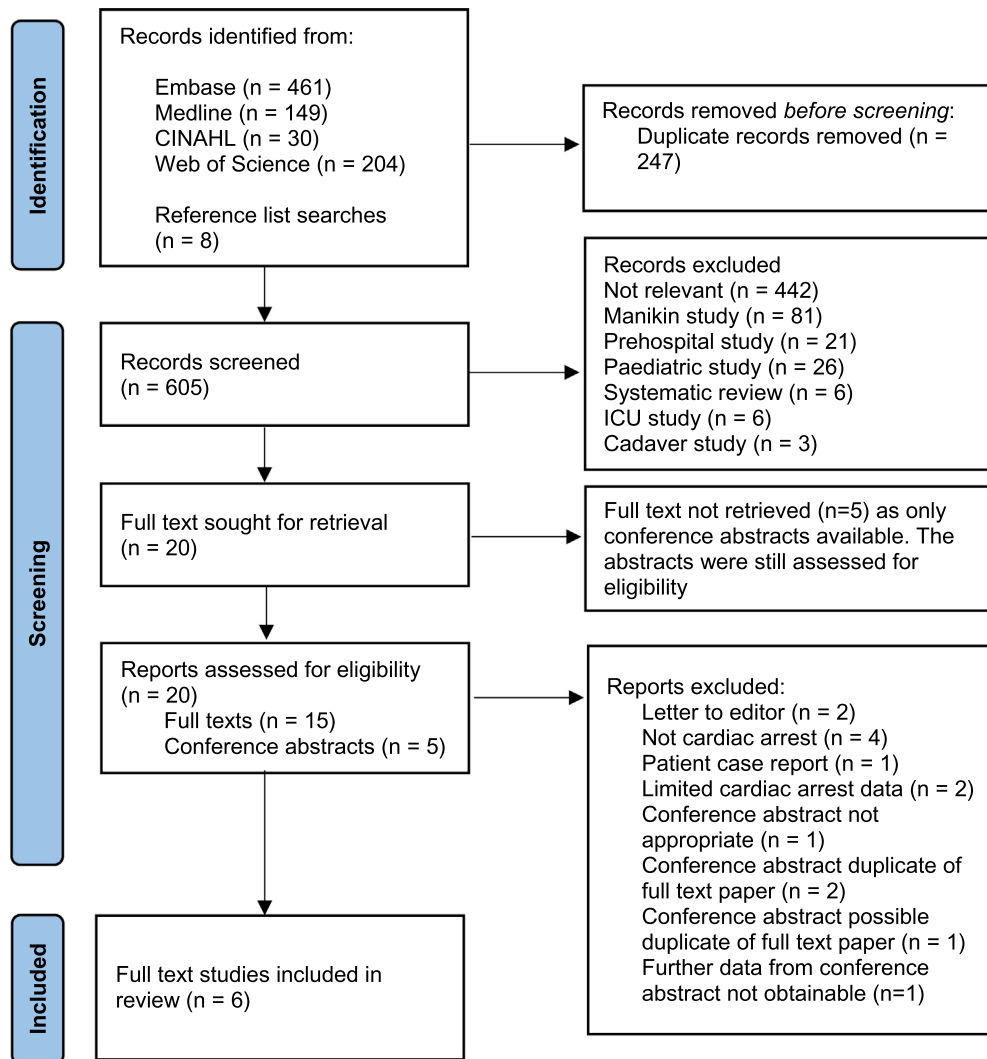 Identification
Records identified from:
Embase (n = 461)
Medline (n = 149)
CINAHL (n = 30)
Web of Science (n = 204)
Reference list searches
(n = 8)
Records removed before screening:
Duplicate records removed (n =
247)
Screening
Records screened
(n = 605)
Records excluded
Not relevant (n = 442)
Manikin study (n = 81)
Prehospital study (n = 21)
Paediatric study (n = 26)
Systematic review (n = 6)
ICU study (n = 6)
Cadaver study (n = 3)
Full text sought for retrieval
(n = 20)
Full text not retrieved (n=5) as only
conference abstracts available. The
abstracts were still assessed for
eligibility
Reports assessed for eligibility
(n = 20)
Full texts (n = 15)
Conference abstracts (n = 5)
Reports excluded:
Letter to editor (n = 2)
Not cardiac arrest (n = 4)
Patient case report (n = 1)
Limited cardiac arrest data (n = 2)
Conference abstract not
appropriate (n = 1)
Conference abstract duplicate of
full text paper (n = 2)
Conference abstract possible
duplicate of full text paper (n = 1)
Further data from conference
abstract not obtainable (n=1)
Included
Full text studies included in
review (n = 6)